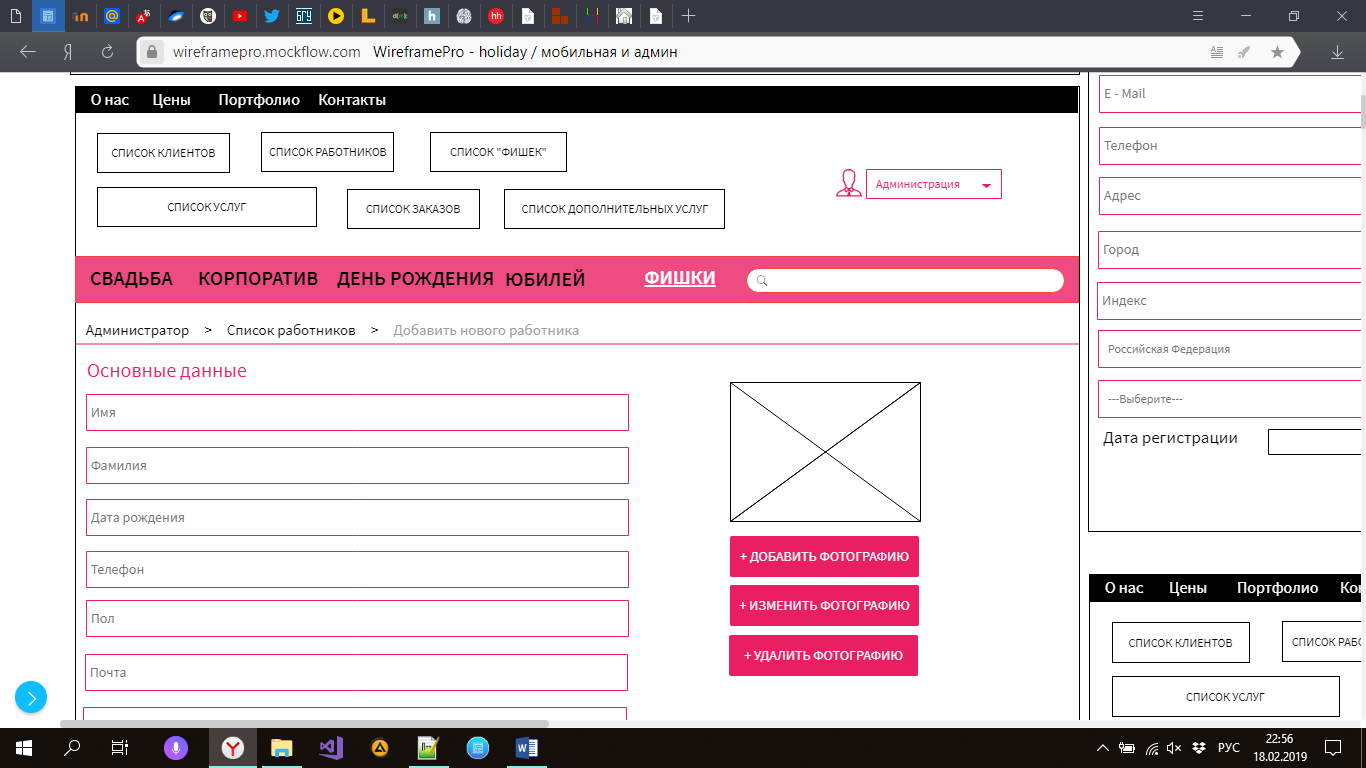 wireframepro.mockflow.com WireframePro - holiday / мобильная и админ
О нас Цены Портфолио Контакты
СПИСОК КЛИЕНТОВ СПИСОК РАБОТНИКОВ СПИСОК "ФИШЕК"
Администрация
СПИСОК УСЛУГ СПИСОК ЗАКАЗОВ СПИСОК ДОПОЛНИТЕЛЬНЫХ УСЛУГ
СВАДЬБА КОРПОРАТИВ ДЕНЬ РОЖДЕНИЯ ЮБИЛЕЙ ФИШКИ
Администратор > Список работников > Добавить нового работника
Основные данные
Имя
Фамилия
Дата рождения
Телефон
Пол
Почта
+ ДОБАВИТЬ ФОТОГРАФИЮ
+ ИЗМЕНИТЬ ФОТОГРАФИЮ
+ УДАЛИТЬ ФОТОГРАФИЮ
E - Mail
Телефон
Адрес
Город
Индекс
Российская Федерация
---Выберите---
Дата регистрации
О нас Цены Портфолио Ко
СПИСОК КЛИЕНТОВ СПИСОК РАБО
СПИСОК УСЛУГ
РУС
22:56
18.02.2019